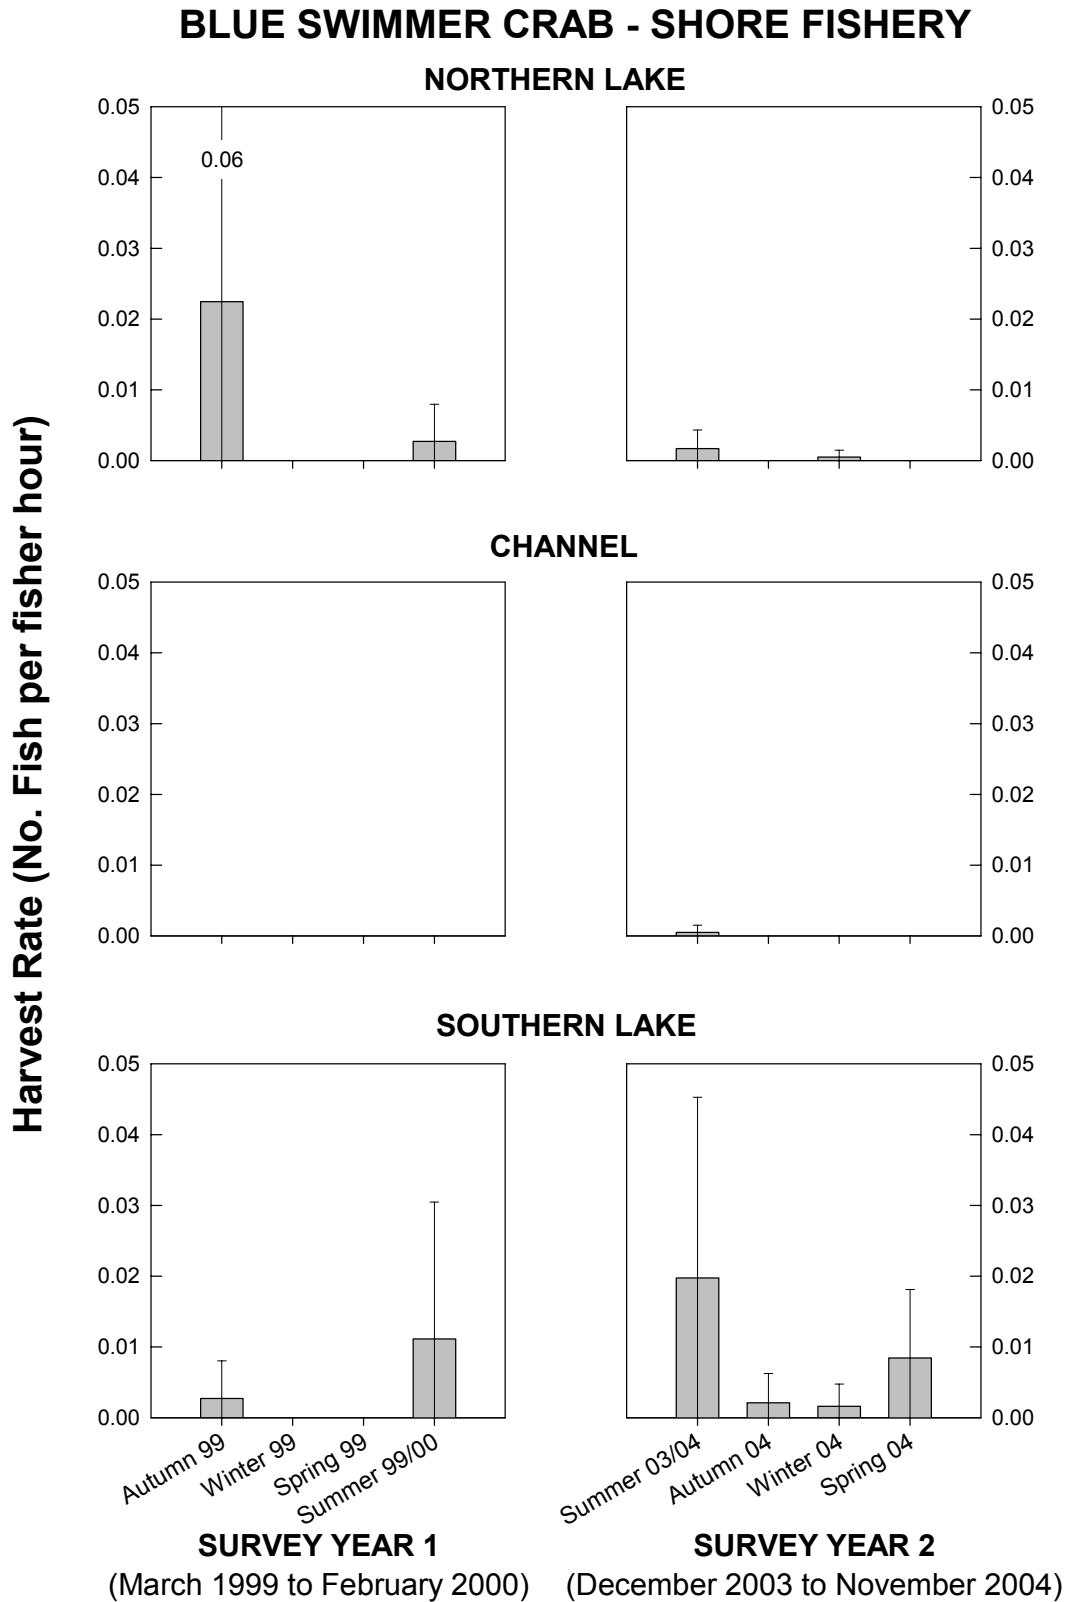 BLUE SWIMMER CRAB - SHORE FISHERY
NORTHERN LAKE
0.05
0.04
0.03
0.02
0.01
0.00
0.06
0.05
0.04
0.03
0.02
0.01
0.00
CHANNEL
0.05
0.04
0.03
0.02
0.01
0.00
0.05
0.04
0.03
0.02
0.01
0.00
Harvest Rate (No. Fish per fisher hour)
SOUTHERN LAKE
0.05
0.04
0.03
0.02
0.01
0.00
0.05
0.04
0.03
0.02
0.01
0.00
Autumn 99
Winter 99
Spring 99
Summer 99/00
Summer 03/04
Autumn 04
Winter 04
Spring 04
SURVEY YEAR 1
(March 1999 to February 2000)
SURVEY YEAR 2
(December 2003 to November 2004)